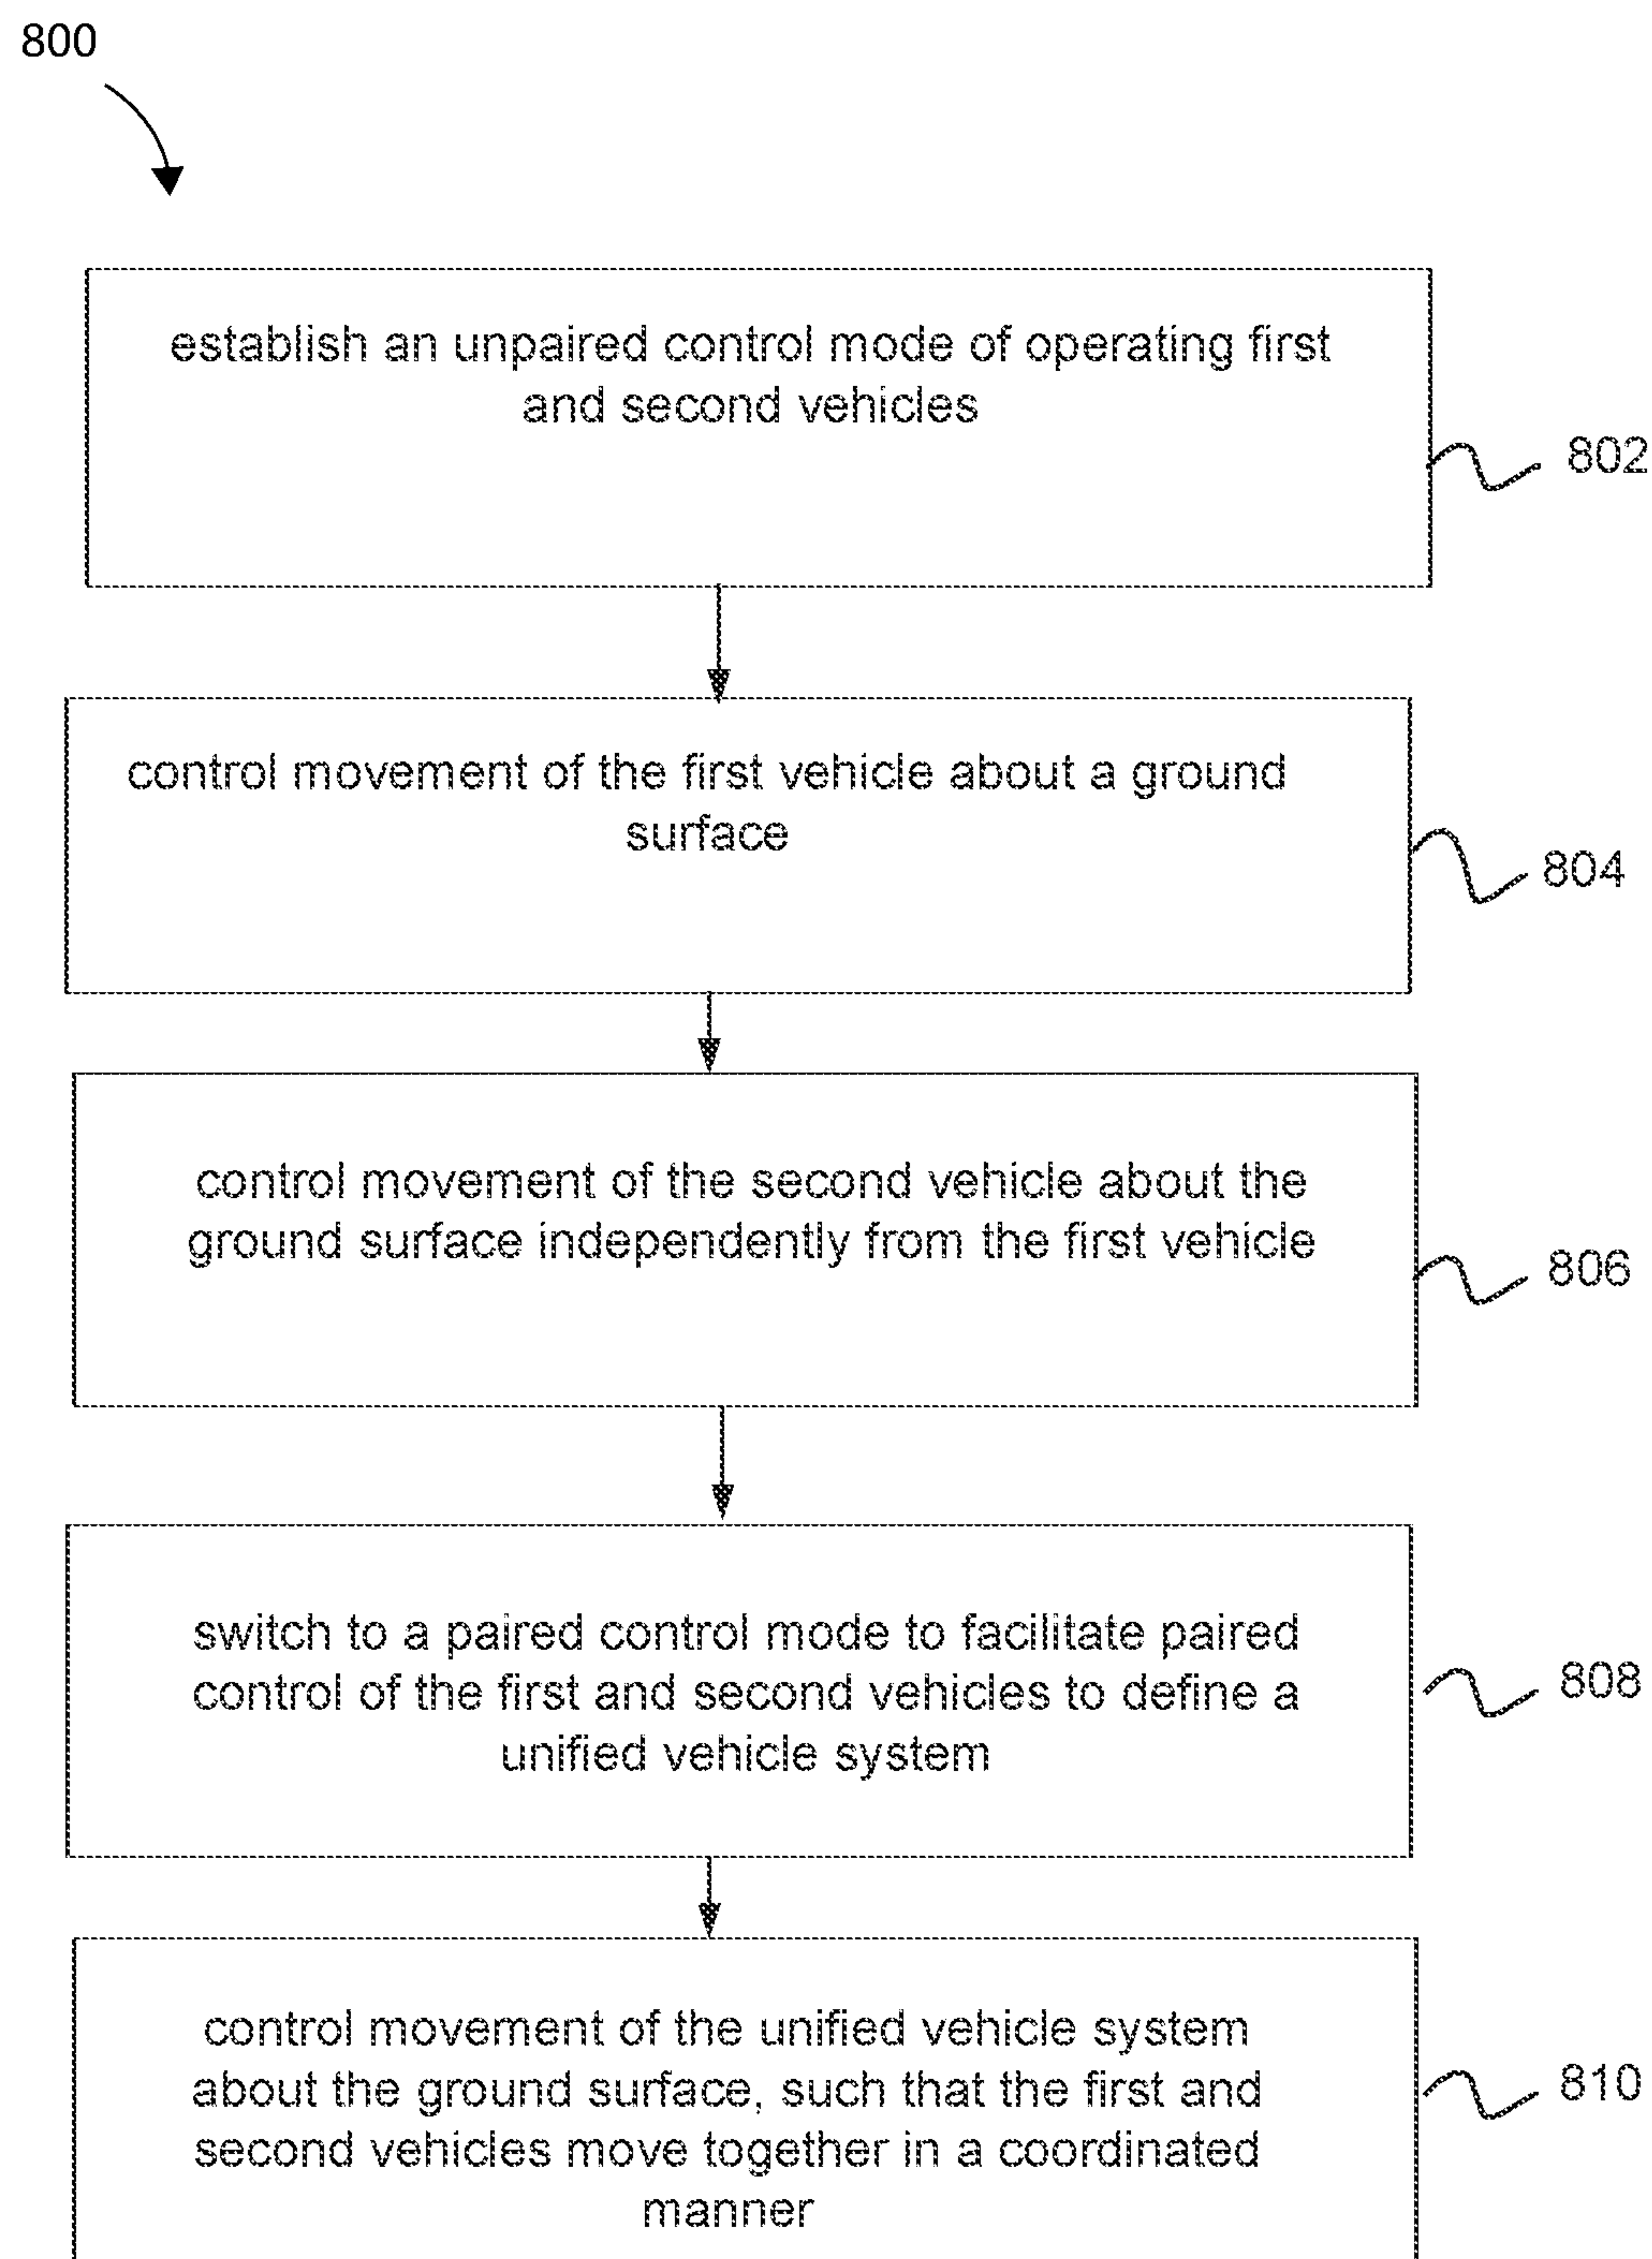 800
establish an unpaired control mode of operating first
and second vehicles
802
control movement of the first vehicle about a ground
surface
804
control movement of the second vehicle about the
ground surface independently from the first vehicle
806
switch to a paired control mode to facilitate paired
control of the first and second vehicles to define a
unified vehicle system
808
control movement of the unified vehicle system
about the ground surface, such that the first and
second vehicles move together in a coordinated
manner
810